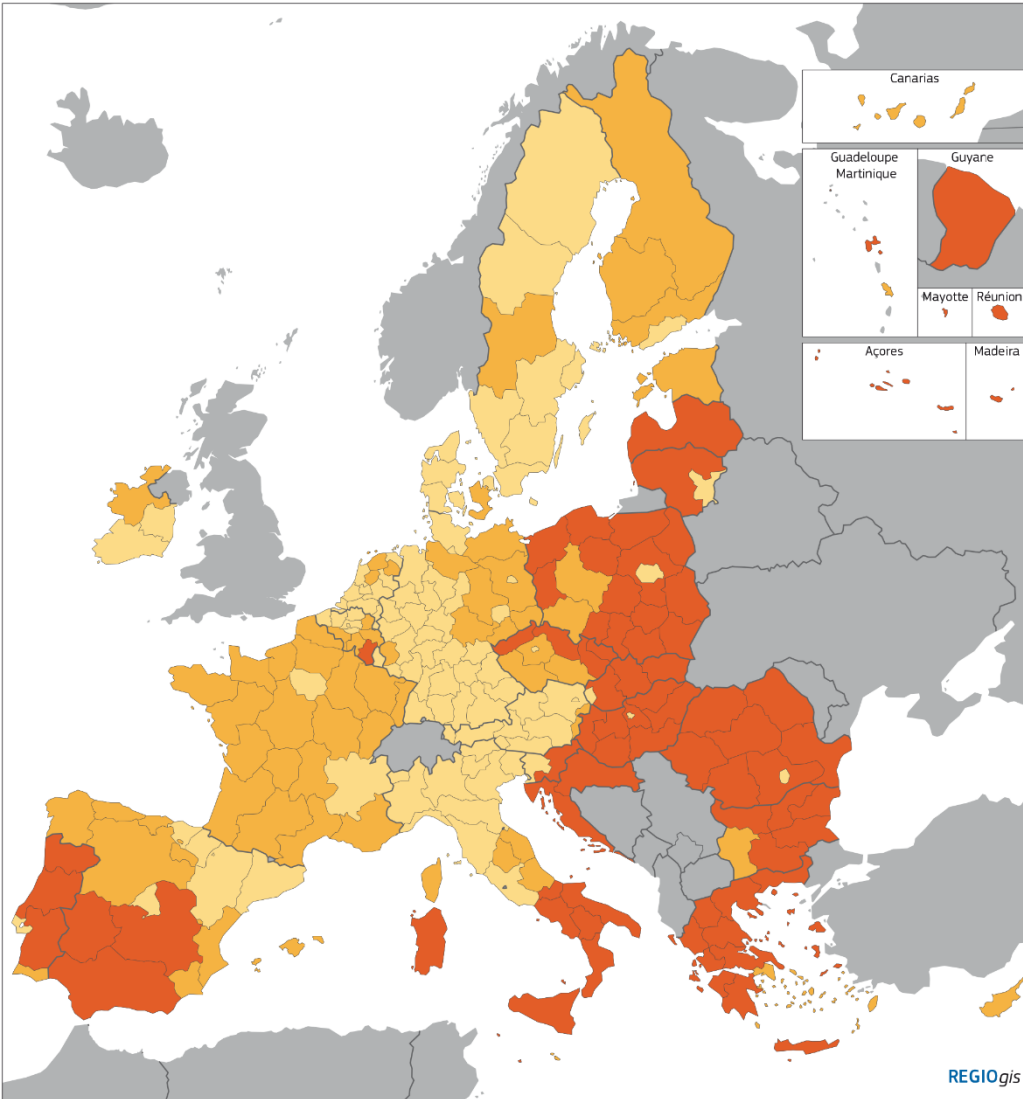 Canarias
Guadeloupe
Martinique
Guyane
Mayotte
Réunion
Açores
Madeira
REGIOgis